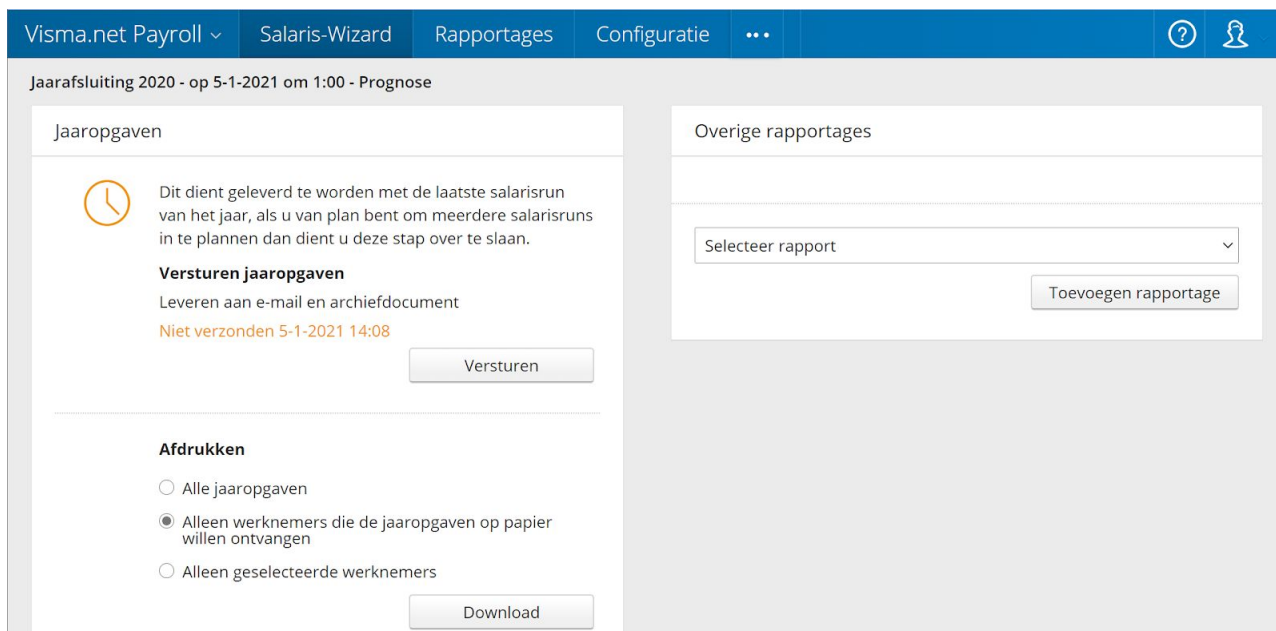 Visma.net Payroll Salaris-Wizard Rapportages Configuratie ••• ?
Jaarafsluiting 2020 - op 5-1-2021 om 1:00 - Prognose
Jaaropgaven
Dit dient geleverd te worden met de laatste salarisrun
van het jaar, als u van plan bent om meerdere salarisruns
in te plannen dan dient u deze stap over te slaan.
Versturen jaaropgaven
Leveren aan e-mail en archiefdocument
Niet verzonden 5-1-2021 14:08
Versturen
Afdrukken
Alle jaaropgaven
Alleen werknemers die de jaaropgaven op papier
willen ontvangen
Alleen geselecteerde werknemers
Download
Overige rapportages
Selecteer rapport
Toevoegen rapportage